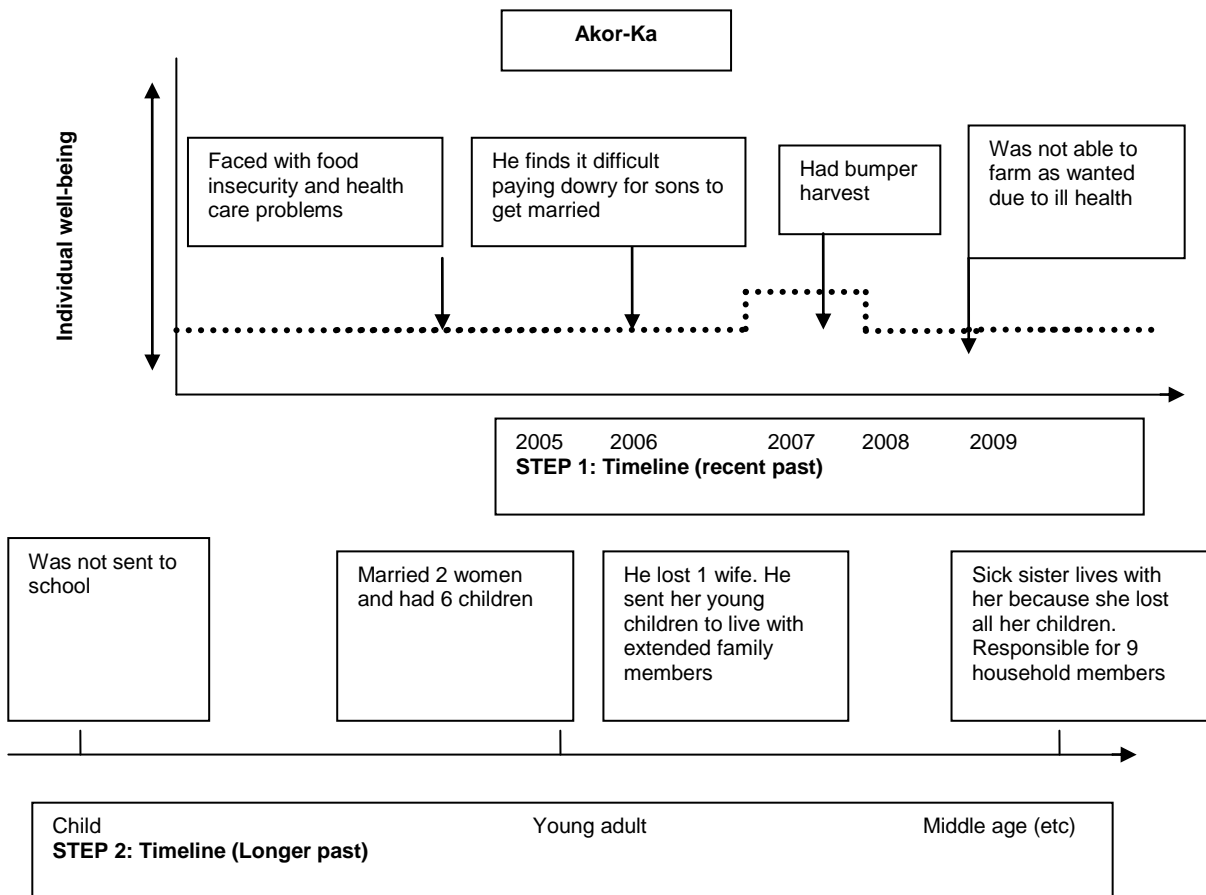 Akor-Ka
Individual well-being
Faced with food
insecurity and health
care problems
He finds it difficult
paying dowry for sons to
get married
Had bumper
harvest
Was not able to
farm as wanted
due to ill health
2005 2006 2007 2008 2009
STEP 1: Timeline (recent past)
Was not sent to
school
Married 2 women
and had 6 children
He lost 1 wife. He
sent her young
children to live with
extended family
members
Sick sister lives with
her because she lost
all her children.
Responsible for 9
household members
Child Young adult Middle age (etc)
STEP 2: Timeline (Longer past)